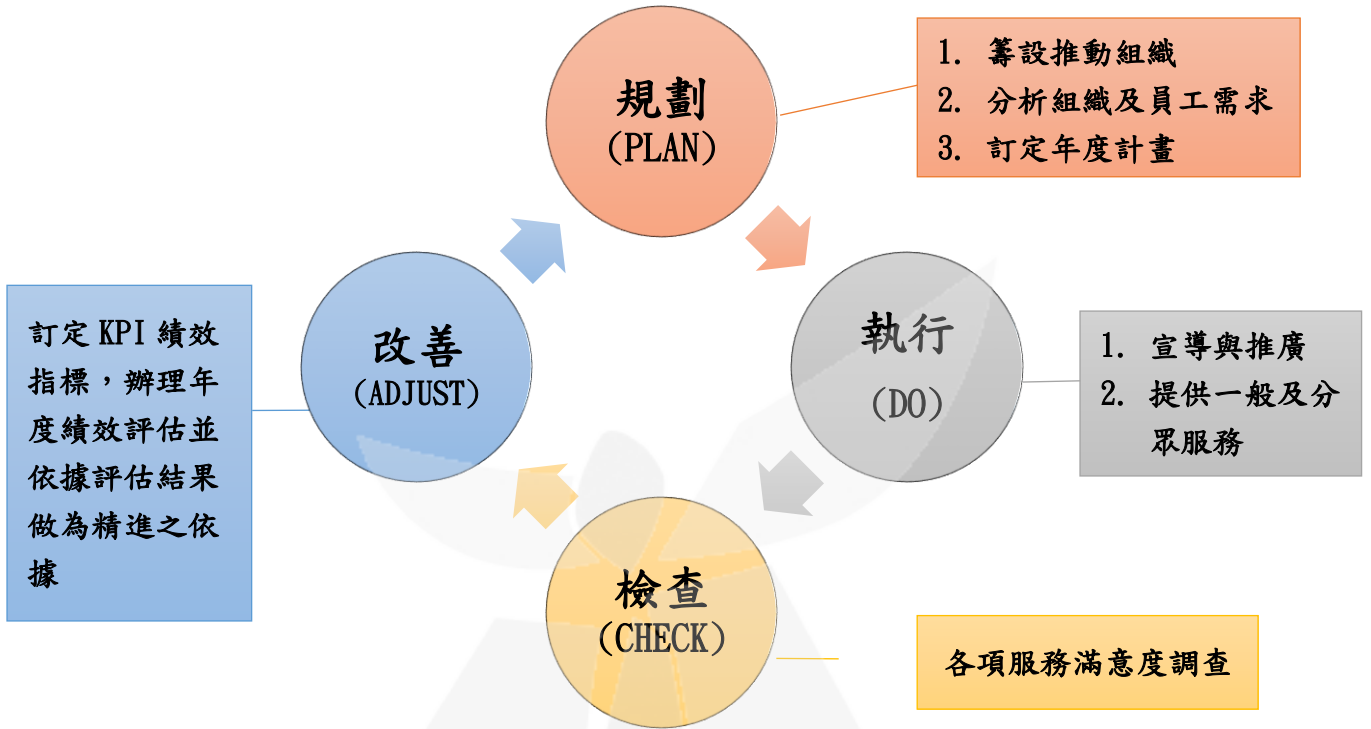 規劃
(PLAN)
1. 籌設推動組織
2. 分析組織及員工需求
3. 訂定年度計畫
執行
(DO)
1. 宣導與推廣
2. 提供一般及分
眾服務
檢查
(CHECK)
各項服務滿意度調查
改善
(ADJUST)
訂定 KPI 績效
指標，辦理年
度績效評估並
依據評估結果
做為精進之依
據